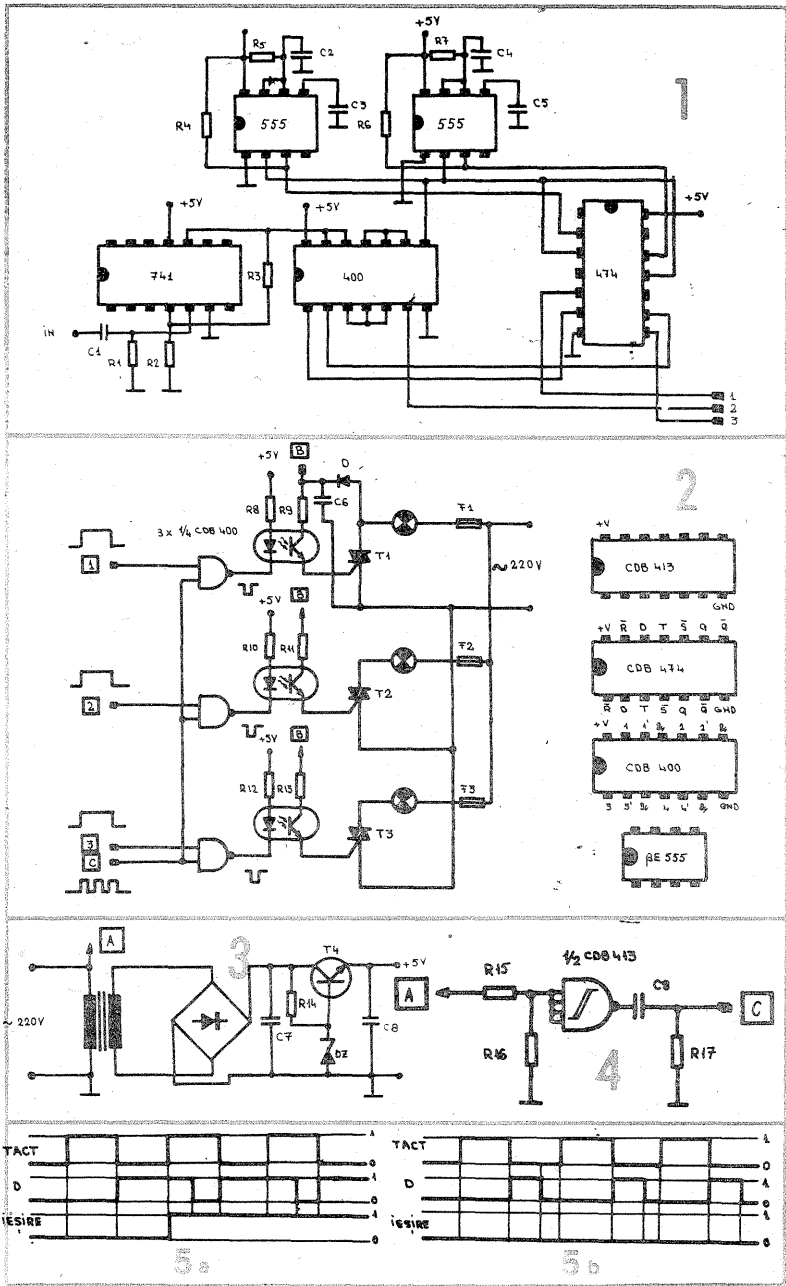 1
+5V
+5V
R5
C2
R7
C4
R4
555
C3
R6
555
C5
+5V
+5V
+5V
741
R3
400
474
iN
C1
R1
R2
1
2
3
2
+5V
B
D
C6
F1
R8
R9
3 x 1/4 CDB 400
1
T1
~ 220V
+5V
B
R10
R11
F2
2
T2
+5V
B
R12
R13
F3
3
C
T3
+V
CDB 413
GND
+V R̅ D T S̅ Q Q̅
CDB 474
R̅ D T S̅ Q Q̅ GND
CDB 400
GND
βE 555
3
A
T4
+5V
R14
~ 220V
C7
DZ
C8
4
1/2 CDB 413
A
R15
C9
C
R16
R17
TACT
1
0
D
1
0
IEȘIRE
1
0
5a
TACT
1
0
D
1
0
iEȘIRE
1
0
5b